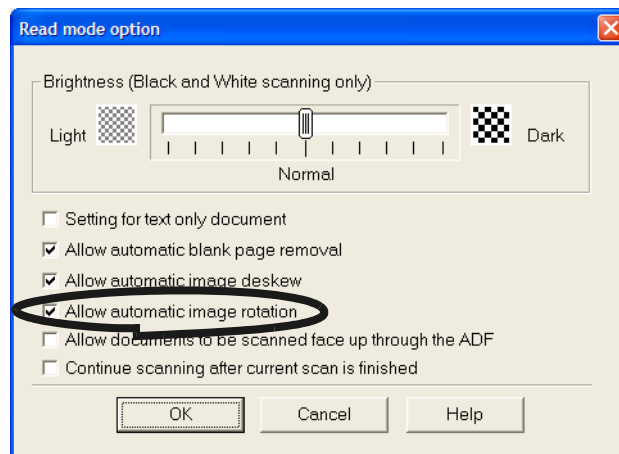 Read mode option
Brightness (Black and White scanning only)
Light
Dark
Normal
Setting for text only document
Allow automatic blank page removal
Allow automatic image deskew
Allow automatic image rotation
Allow documents to be scanned face up through the ADF
Continue scanning after current scan is finished
OK Cancel Help